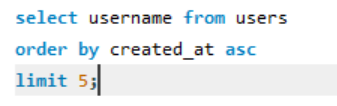 select username from users
order by created_at asc
limit 5;